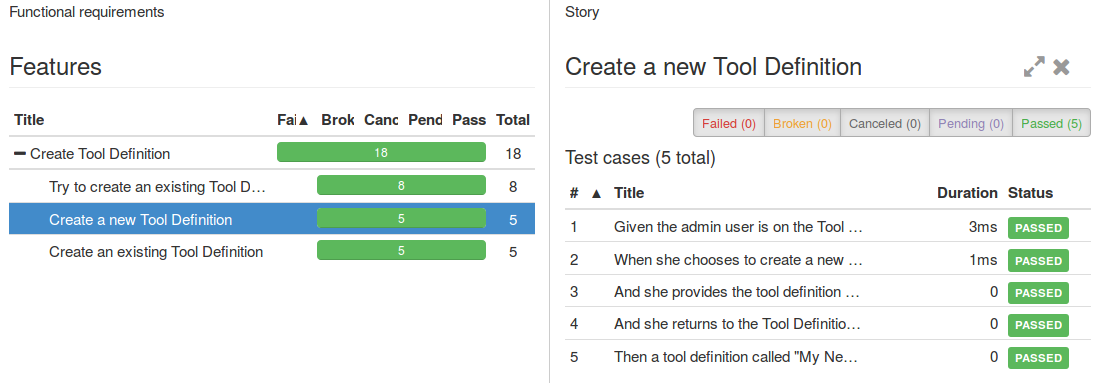 Functional requirements
Features
Title Fai▲ Brok Canc Pend Pass Total
Create Tool Definition 18 18
Try to create an existing Tool D… 8 8
Create a new Tool Definition 5 5
Create an existing Tool Definition 5 5
Story
Create a new Tool Definition
Failed (0) Broken (0) Canceled (0) Pending (0) Passed (5)
Test cases (5 total)
# ▲ Title Duration Status
1 Given the admin user is on the Tool … 3ms PASSED
2 When she chooses to create a new … 1ms PASSED
3 And she provides the tool definition … 0 PASSED
4 And she returns to the Tool Definitio… 0 PASSED
5 Then a tool definition called "My Ne… 0 PASSED